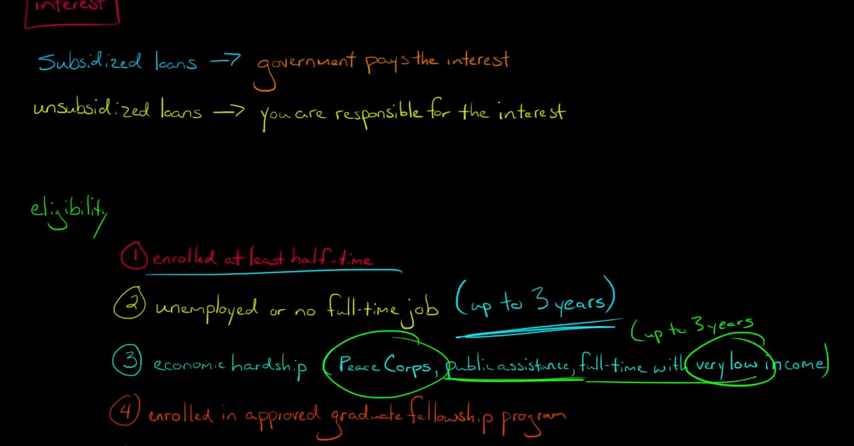 interest
Subsidized loans → government pays the interest
unsubsidized loans → you are responsible for the interest
eligibility
① enrolled at least half-time
② unemployed or no full-time job (up to 3 years)
(up to 3 years
③ economic hardship (Peace Corps, public assistance, full-time with very low income)
④ enrolled in approved graduate fellowship program